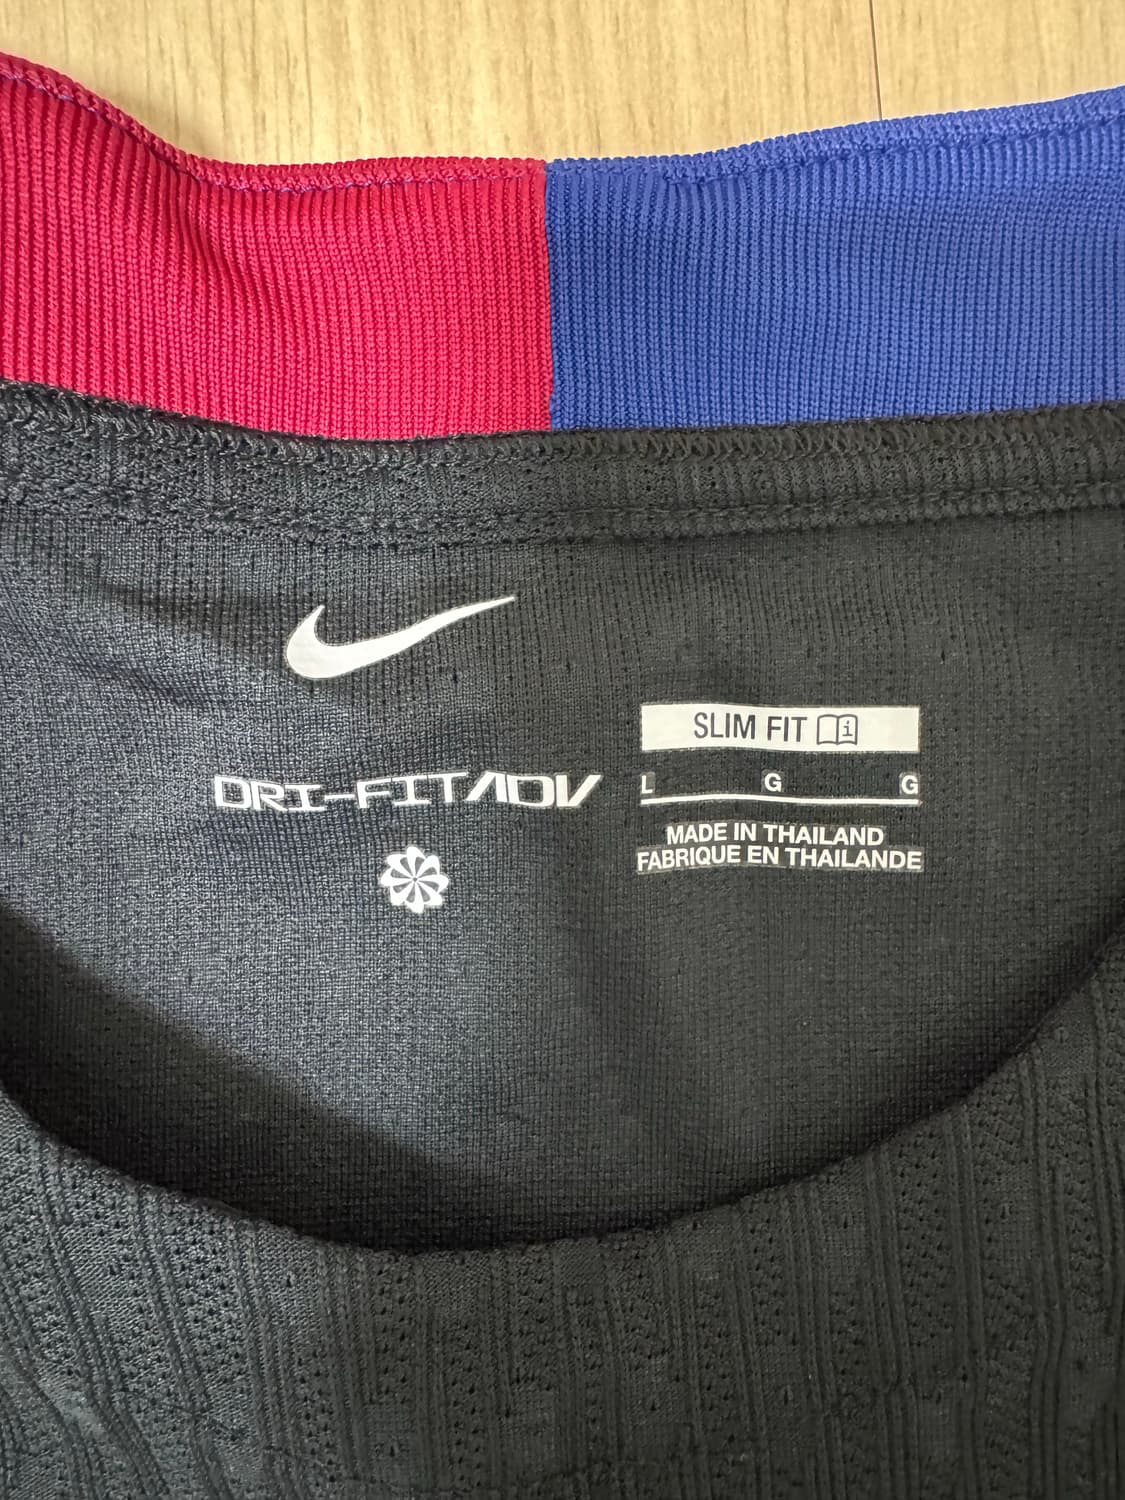 DRI-FIT ADV
SLIM FIT
L G G
MADE IN THAILAND
FABRIQUE EN THAILANDE